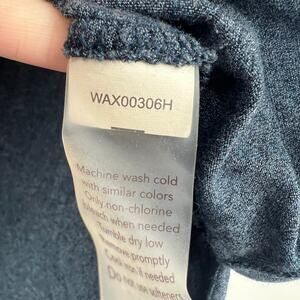 WAX00306H
Machine wash cold
with similar colors
Only non-chlorine
bleach when needed
Tumble dry low
Remove promptly
Cool iron if needed
Do not use softeners